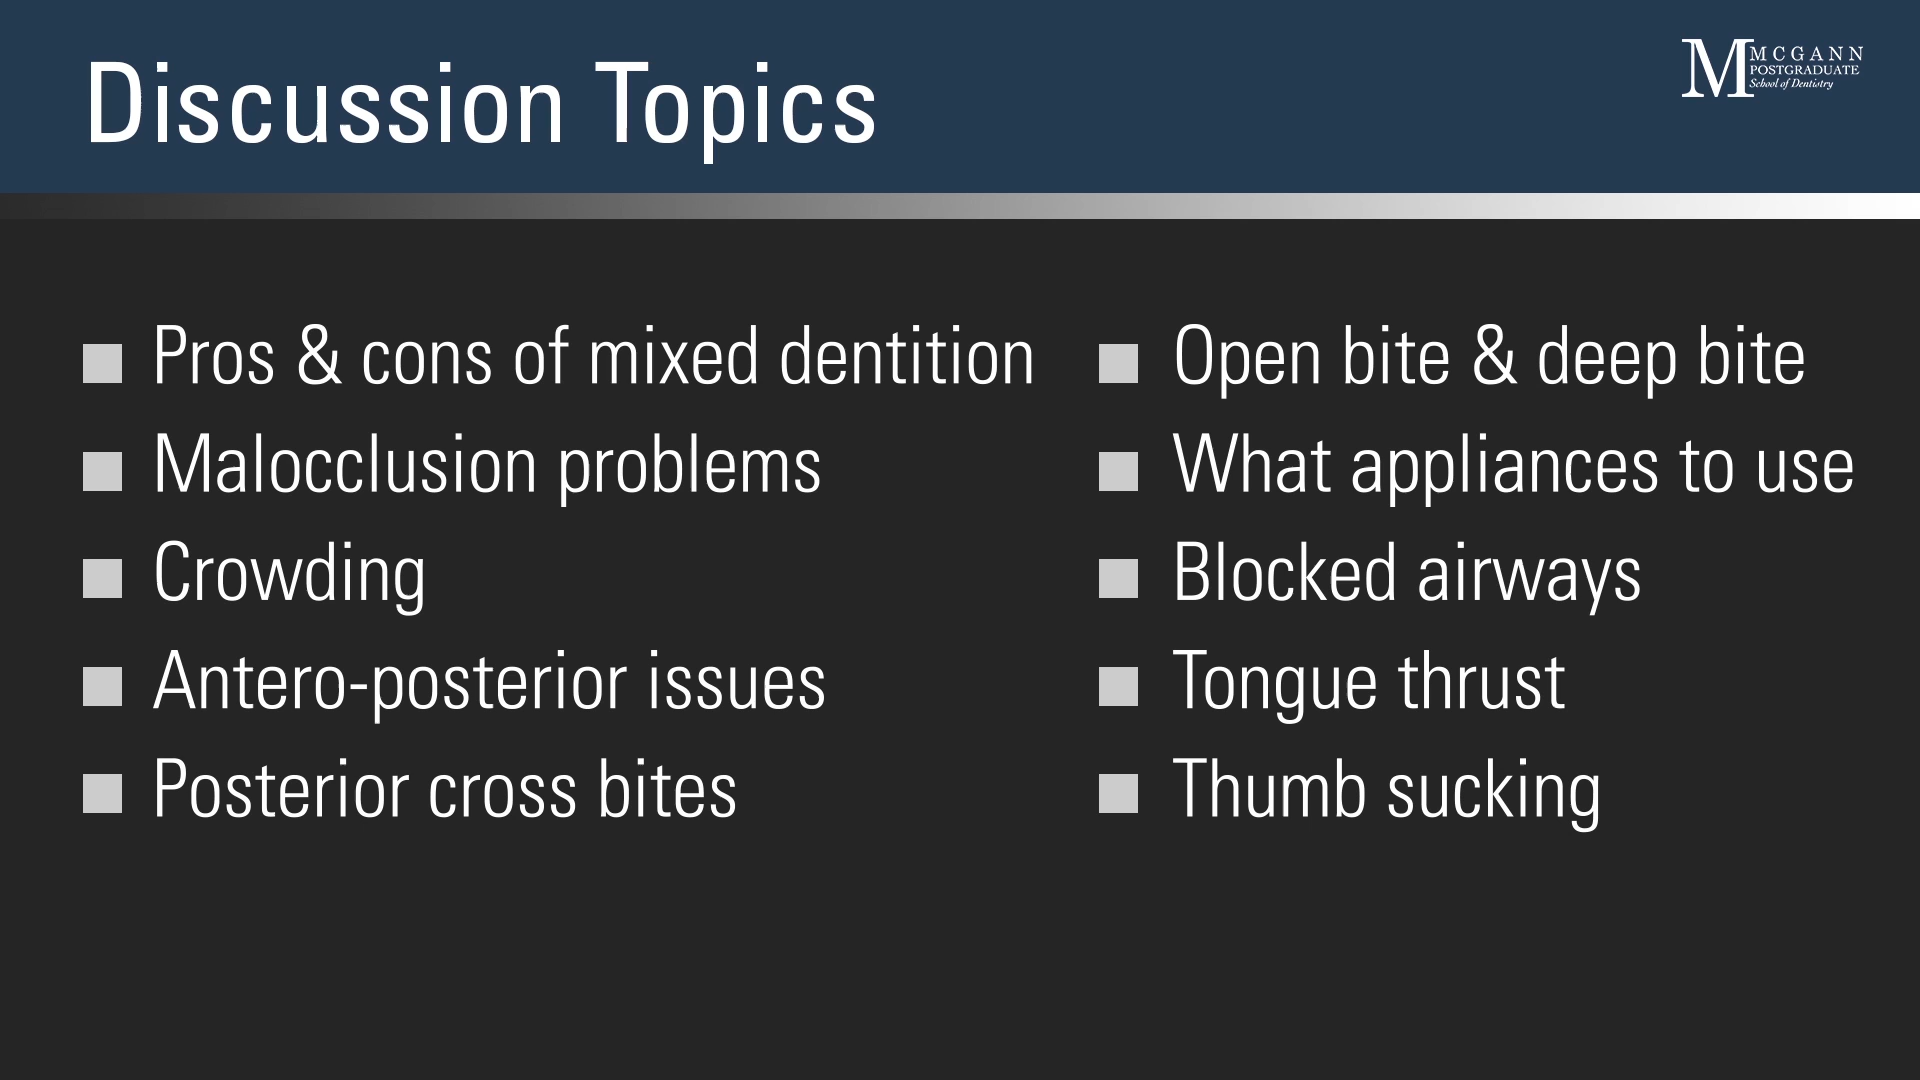 Discussion Topics
MCGANN
POSTGRADUATE
School of Dentistry
Pros & cons of mixed dentition
Malocclusion problems
Crowding
Antero-posterior issues
Posterior cross bites
Open bite & deep bite
What appliances to use
Blocked airways
Tongue thrust
Thumb sucking